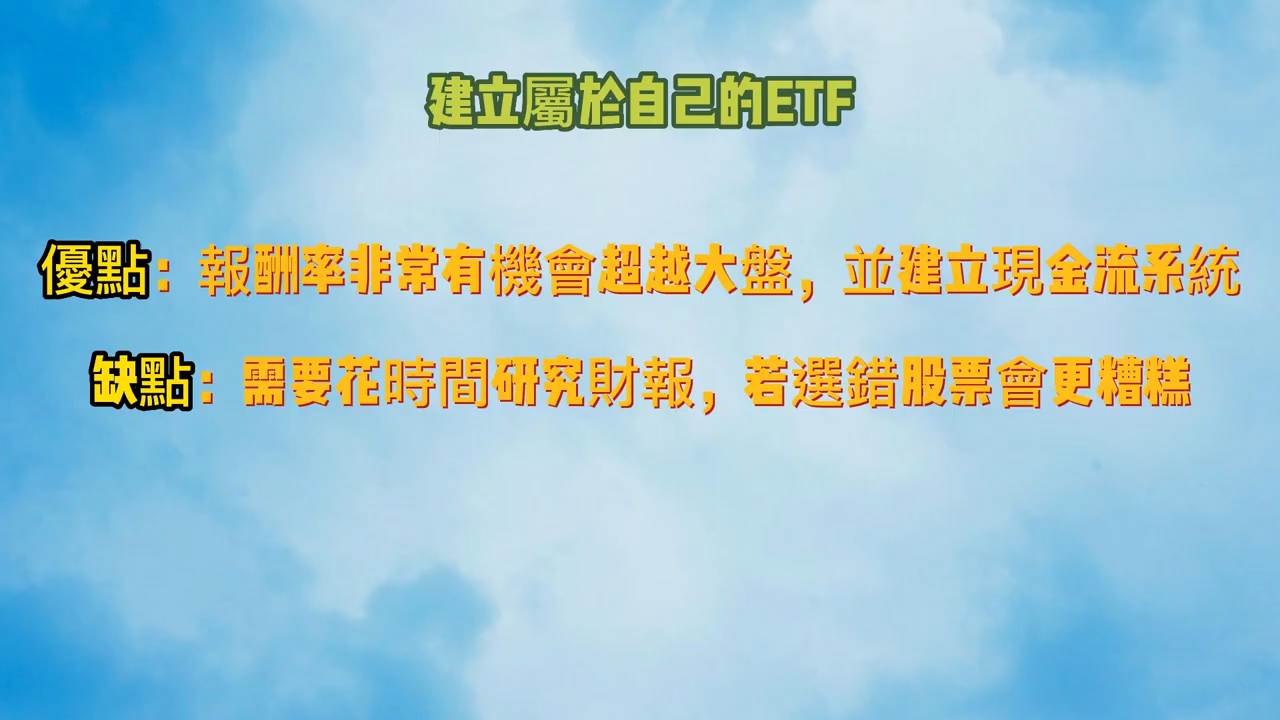 建立屬於自己的ETF
優點：報酬率非常有機會超越大盤，並建立現金流系統
缺點：需要花時間研究財報，若選錯股票會更糟糕